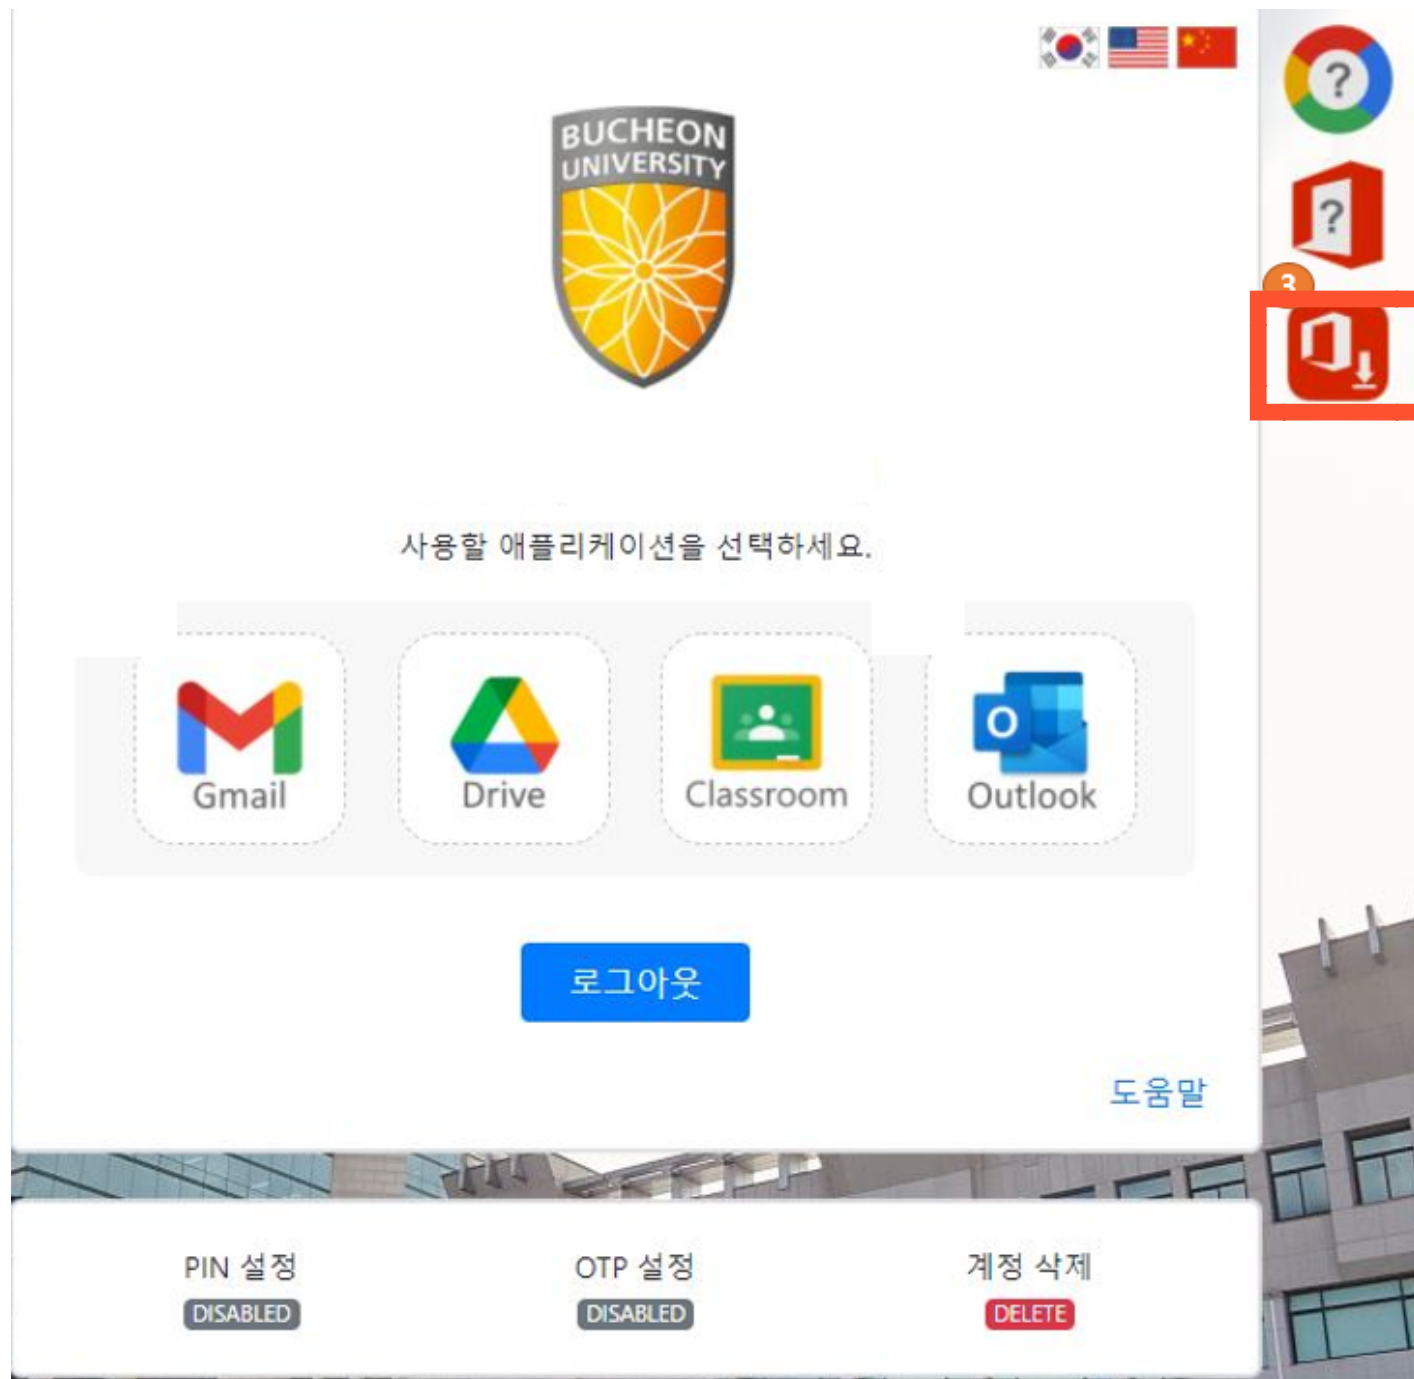 BUCHEON
UNIVERSITY
?
?
3
사용할 애플리케이션을 선택하세요.
Gmail
Drive
Classroom
O
Outlook
로그아웃
도움말
PIN 설정
OTP 설정
계정 삭제
DISABLED
DISABLED
DELETE